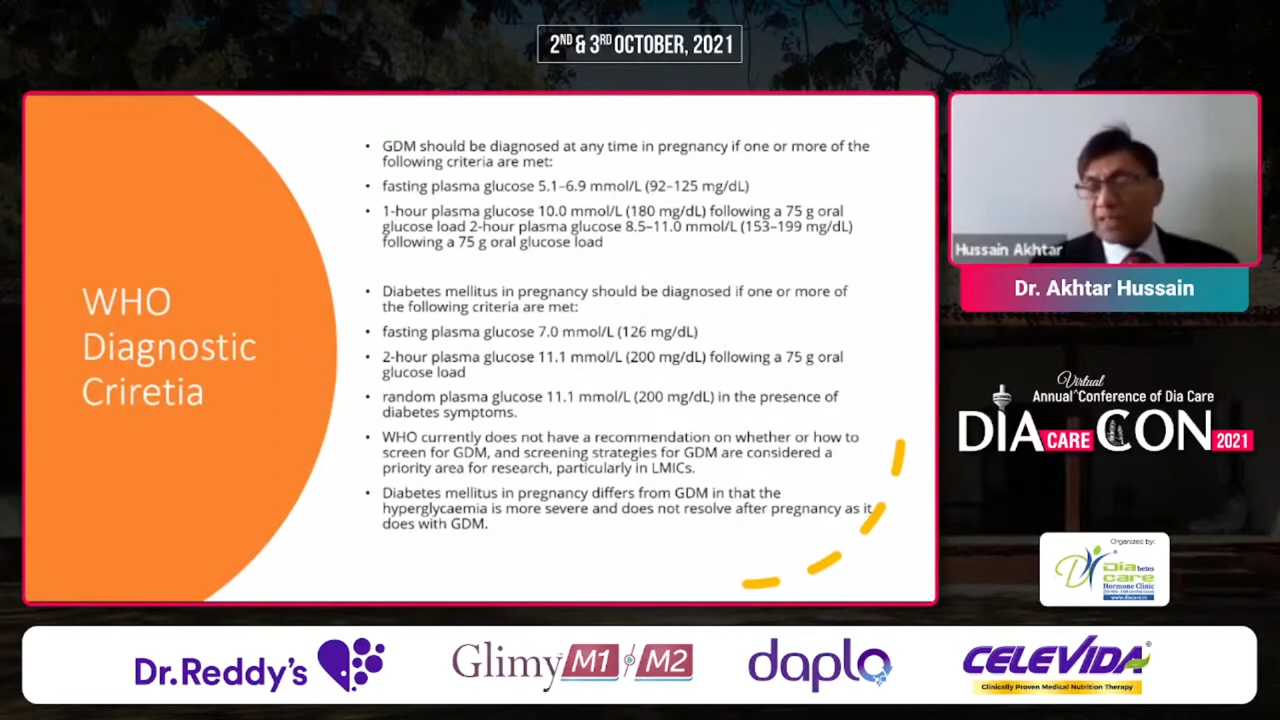 2ND & 3RD OCTOBER, 2021
WHO
Diagnostic
Criretia
• GDM should be diagnosed at any time in pregnancy if one or more of the
following criteria are met:
• fasting plasma glucose 5.1–6.9 mmol/L (92–125 mg/dL)
• 1-hour plasma glucose 10.0 mmol/L (180 mg/dL) following a 75 g oral
glucose load 2-hour plasma glucose 8.5–11.0 mmol/L (153–199 mg/dL)
following a 75 g oral glucose load
• Diabetes mellitus in pregnancy should be diagnosed if one or more of
the following criteria are met:
• fasting plasma glucose 7.0 mmol/L (126 mg/dL)
• 2-hour plasma glucose 11.1 mmol/L (200 mg/dL) following a 75 g oral
glucose load
• random plasma glucose 11.1 mmol/L (200 mg/dL) in the presence of
diabetes symptoms.
• WHO currently does not have a recommendation on whether or how to
screen for GDM, and screening strategies for GDM are considered a
priority area for research, particularly in LMICs.
• Diabetes mellitus in pregnancy differs from GDM in that the
hyperglycaemia is more severe and does not resolve after pregnancy as it
does with GDM.
Hussain Akhtar
Dr. Akhtar Hussain
Virtual
Annual Conference of Dia Care
DIA CARE CON 2021
Organized by:
Diabetes
care
Hormone Clinic
www.diacare.in
Dr.Reddy's
Glimy M1 M2
daplo
CELEVIDA®
Clinically Proven Medical Nutrition Therapy